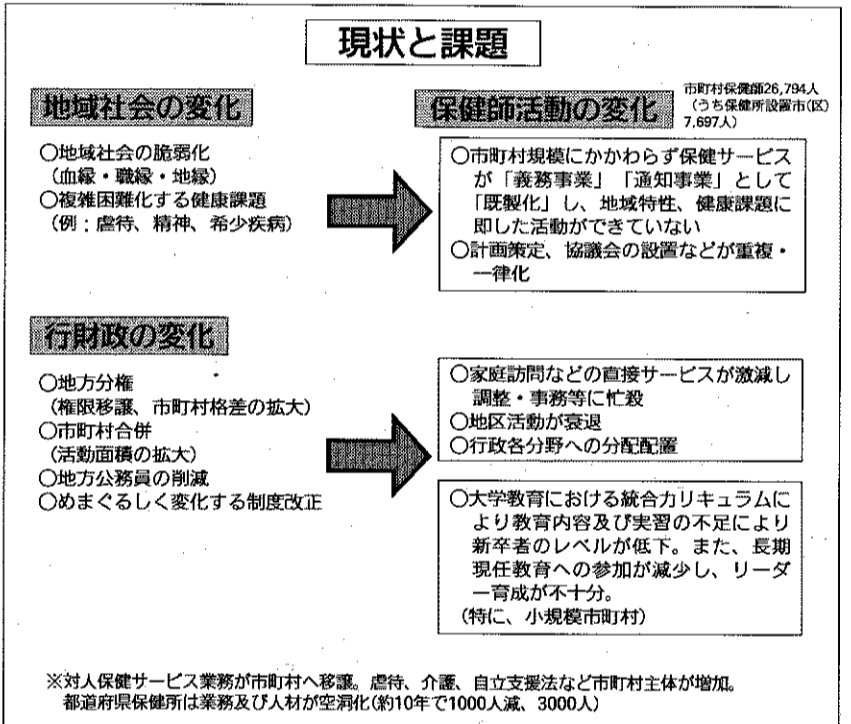 現状と課題
地域社会の変化
○地域社会の脆弱化
(血縁・職縁・地縁)
○複雑困難化する健康課題
(例：虐待、精神、希少疾病)
保健師活動の変化
市町村保健師26,794人
(うち保健所設置市(区)
7,697人)
○市町村規模にかかわらず保健サービス
が「義務事業」「通知事業」として
「既製化」し、地域特性、健康課題に
即した活動ができていない
○計画策定、協議会の設置などが重複・
一律化
行財政の変化
○地方分権
(権限移譲、市町村格差の拡大)
○市町村合併
(活動面積の拡大)
○地方公務員の削減
○めまぐるしく変化する制度改正
○家庭訪問などの直接サービスが激減し
調整・事務等に忙殺
○地区活動が衰退
○行政各分野への分配配置
○大学教育における統合カリキュラムに
より教育内容及び実習の不足により
新卒者のレベルが低下。また、長期
現任教育への参加が減少し、リーダ
ー育成が不十分。
(特に、小規模市町村)
※対人保健サービス業務が市町村へ移譲。虐待、介護、自立支援法など市町村主体が増加。
都道府県保健所は業務及び人材が空洞化(約10年で1000人減、3000人)